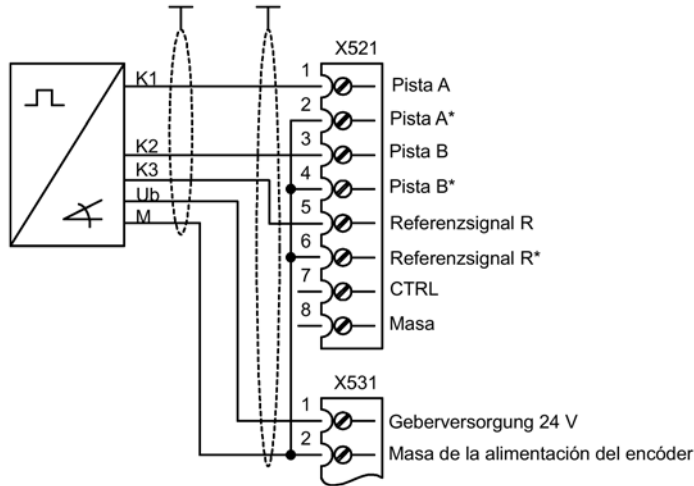 X521
K1
1
Pista A
2
Pista A*
K2
3
Pista B
K3
4
Pista B*
Ub
5
Referenzsignal R
M
6
Referenzsignal R*
7
CTRL
8
Masa
X531
1
Geberversorgung 24 V
2
Masa de la alimentación del encóder